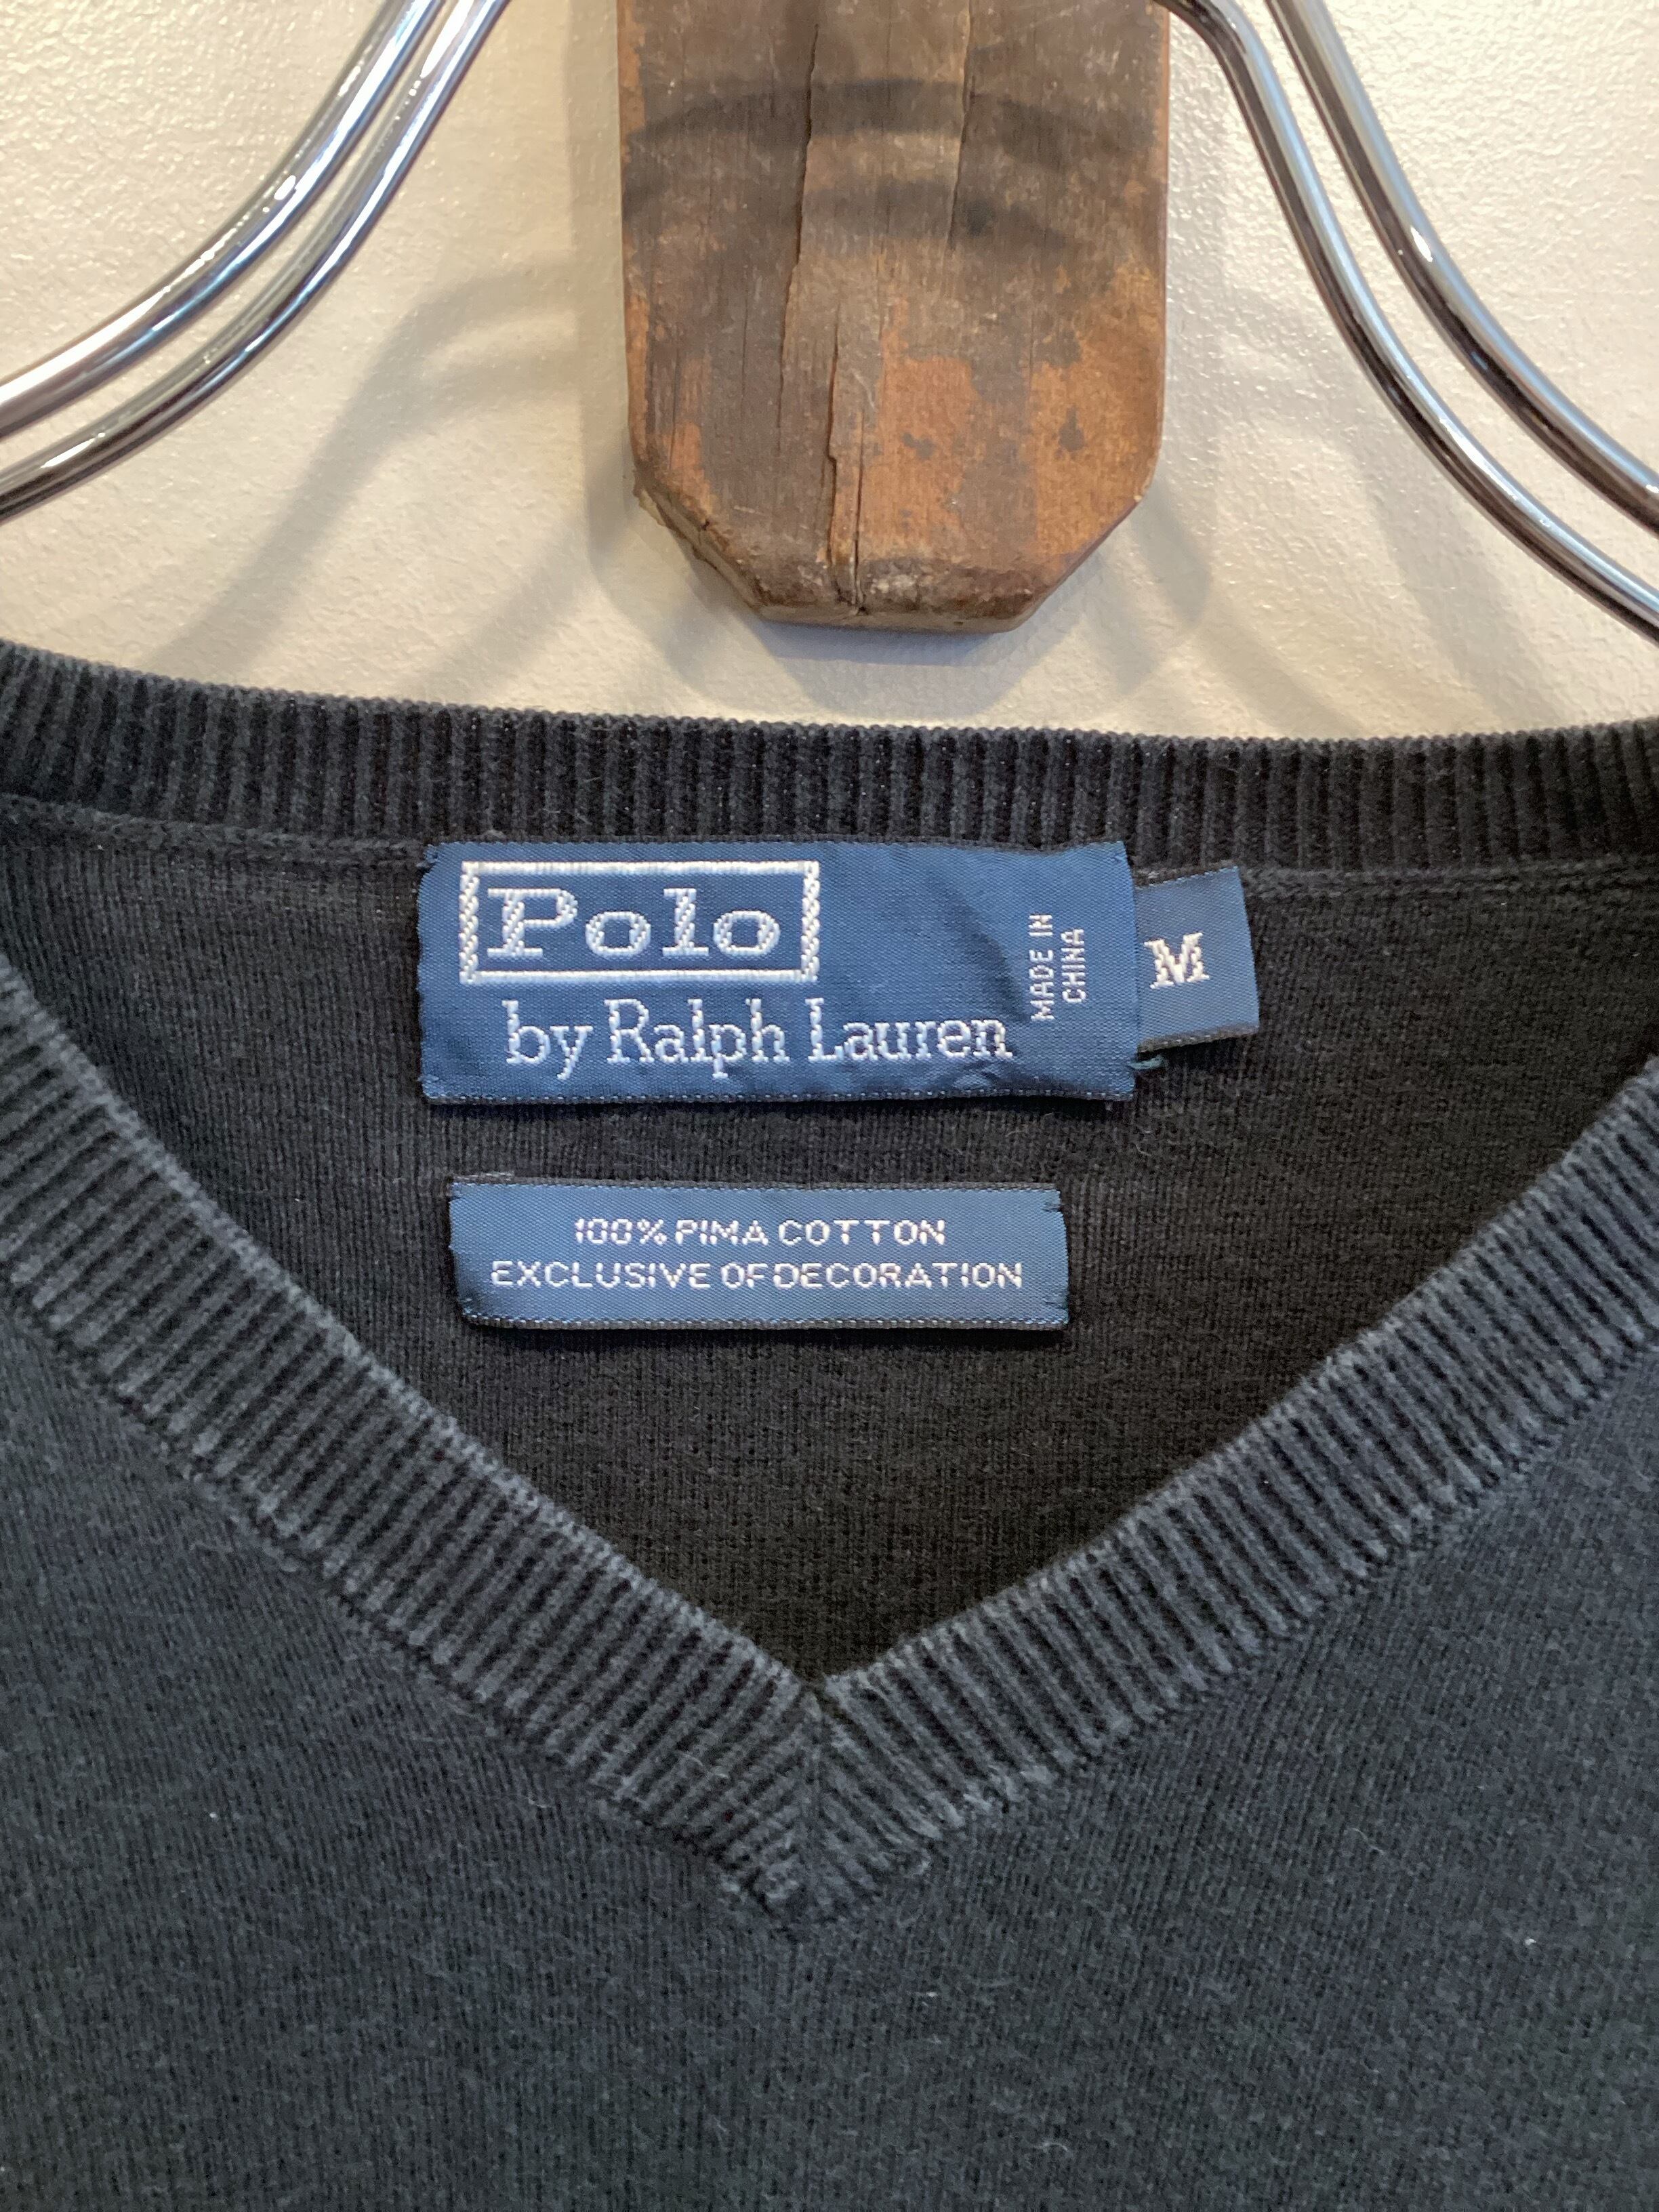 Polo
by Ralph Lauren
MADE IN
CHINA
M
100% PIMA COTTON
EXCLUSIVE OF DECORATION